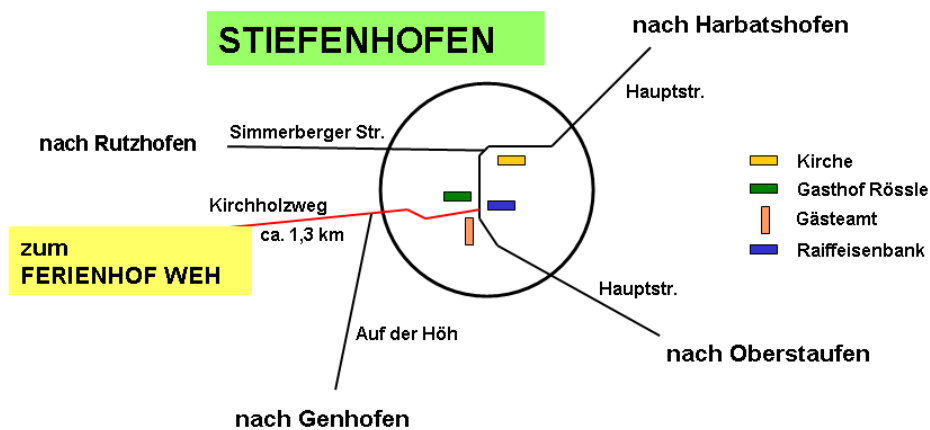 STIEFENHOFEN
nach Harbatshofen
Hauptstr.
Simmerberger Str.
nach Rutzhofen
Kirche
Gasthof Rössle
Gästeamt
Raiffeisenbank
Kirchholzweg
ca. 1,3 km
zum
FERIENHOF WEH
Hauptstr.
Auf der Höh
nach Oberstaufen
nach Genhofen